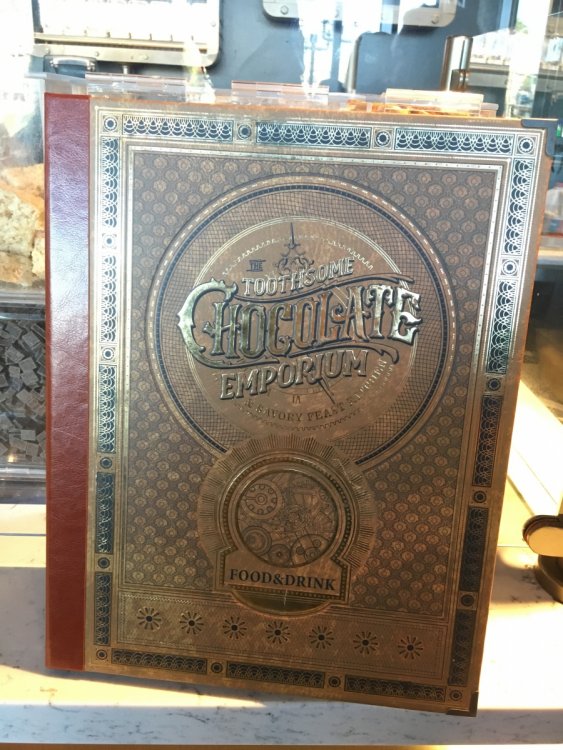 THE
TOOTHSOME
CHOCOLATE
EMPORIUM
SAVORY FEAST
FOOD&DRINK